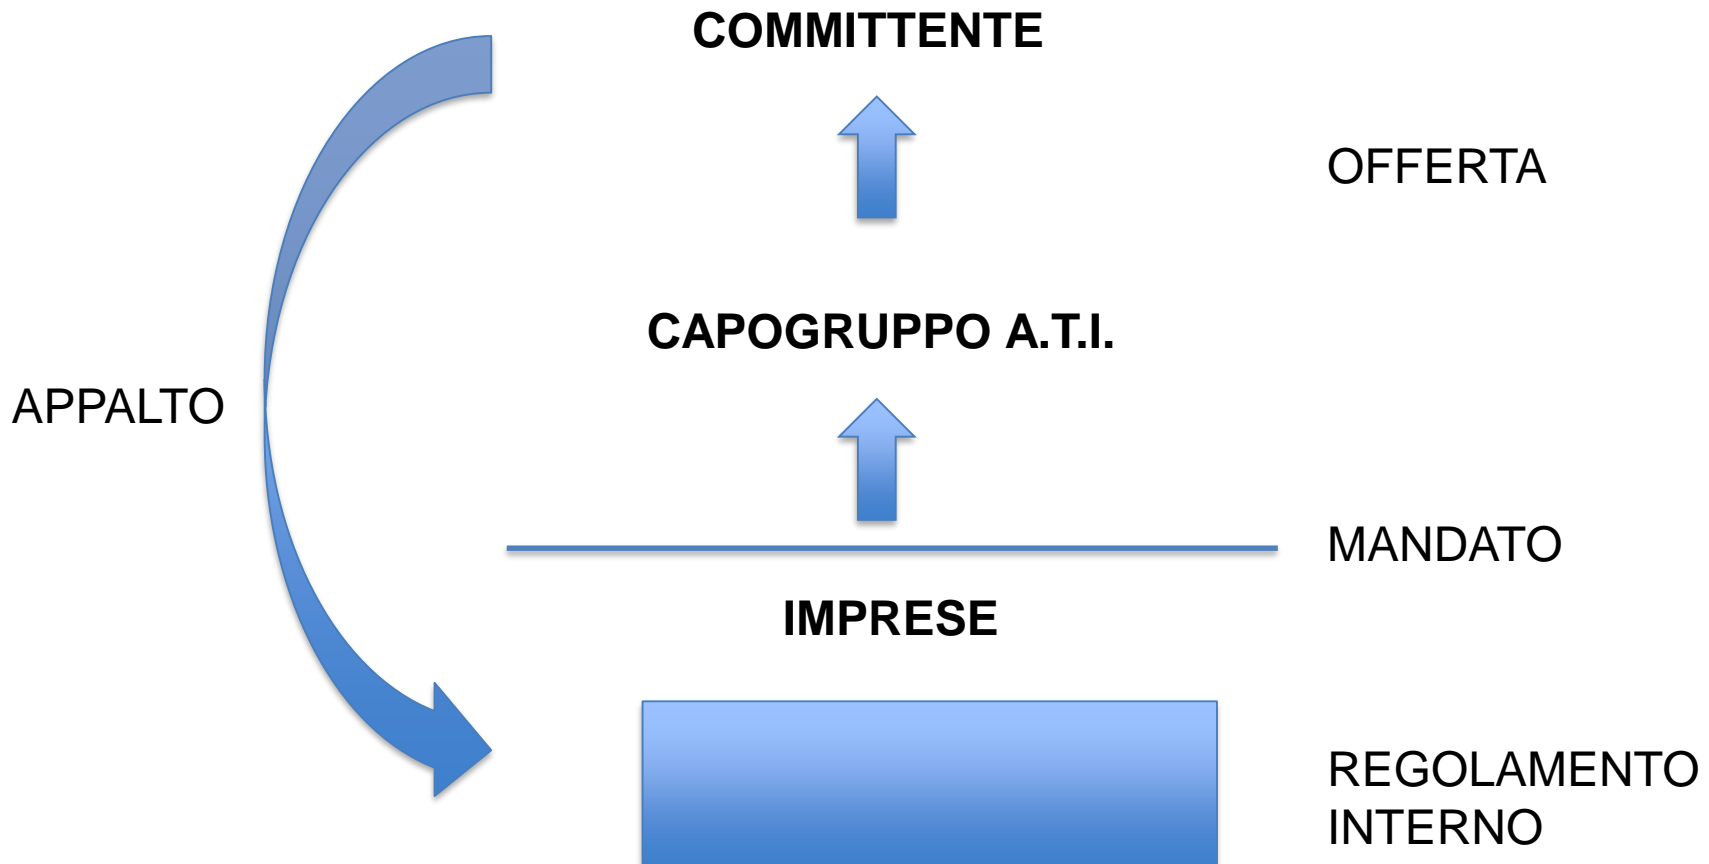 COMMITTENTE
OFFERTA
CAPOGRUPPO A.T.I.
APPALTO
MANDATO
IMPRESE
REGOLAMENTO
INTERNO